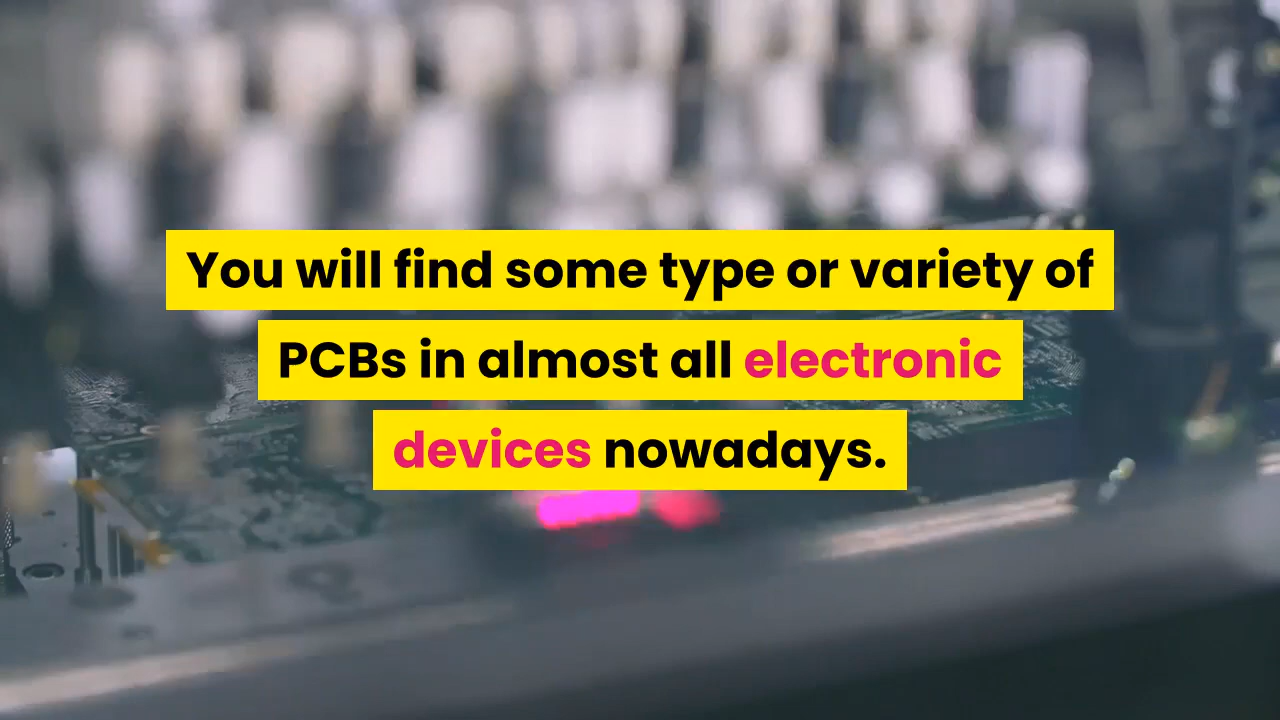 You will find some type or variety of
PCBs in almost all electronic
devices nowadays.